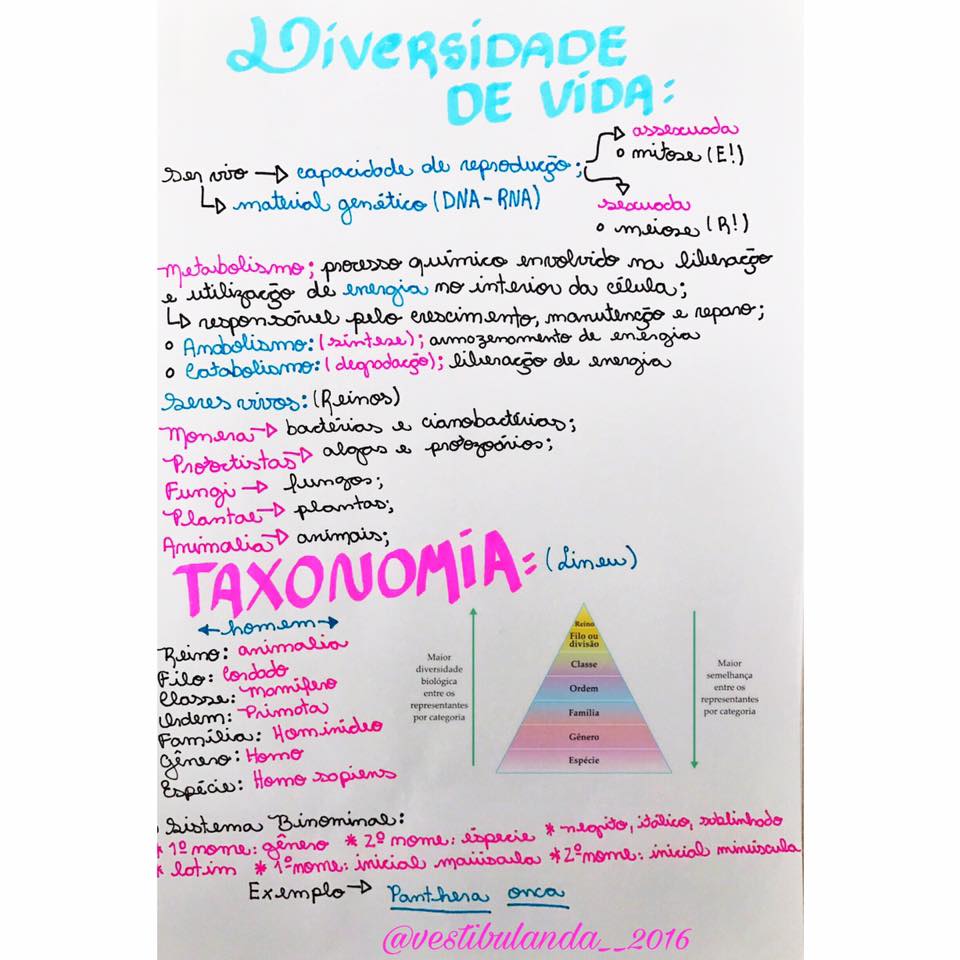 DIVERSIDADE
DE VIDA:
Ser vivo → capacidade de reprodução;
→ assexuada
° mitose (E!)
→ sexuada
° meiose (R!)
↳ material genético (DNA-RNA)
Metabolismo; processo químico envolvido na liberação
e utilização de energia no interior da célula;
↳ responsável pelo crescimento, manutenção e reparo;
° Anabolismo: (síntese); armazenamento de energia
° Catabolismo: (degradação); liberação de energia
Seres vivos: (Reinos)
Monera → bactérias e cianobactérias;
Protoctistas → algas e protozoários;
Fungi → fungos;
Plantae → plantas;
Animalia → animais;
TAXONOMIA: (Lineu)
← homem →
Reino: animalia
Filo: Cordado
Classe: Mamífero
Ordem: Primata
Família: Hominídeo
Gênero: Homo
Espécie: Homo sapiens
Maior
diversidade
biológica
entre os
representantes
por categoria
Reino
Filo ou
divisão
Classe
Ordem
Família
Gênero
Espécie
Maior
semelhança
entre os
representantes
por categoria
Sistema Binominal:
* 1º nome: gênero * 2º nome: espécie * negrito, itálico, sublinhado
* latim * 1º nome: inicial maiúscula * 2º nome: inicial minúscula
Exemplo → Panthera onca
@vestibulanda__2016